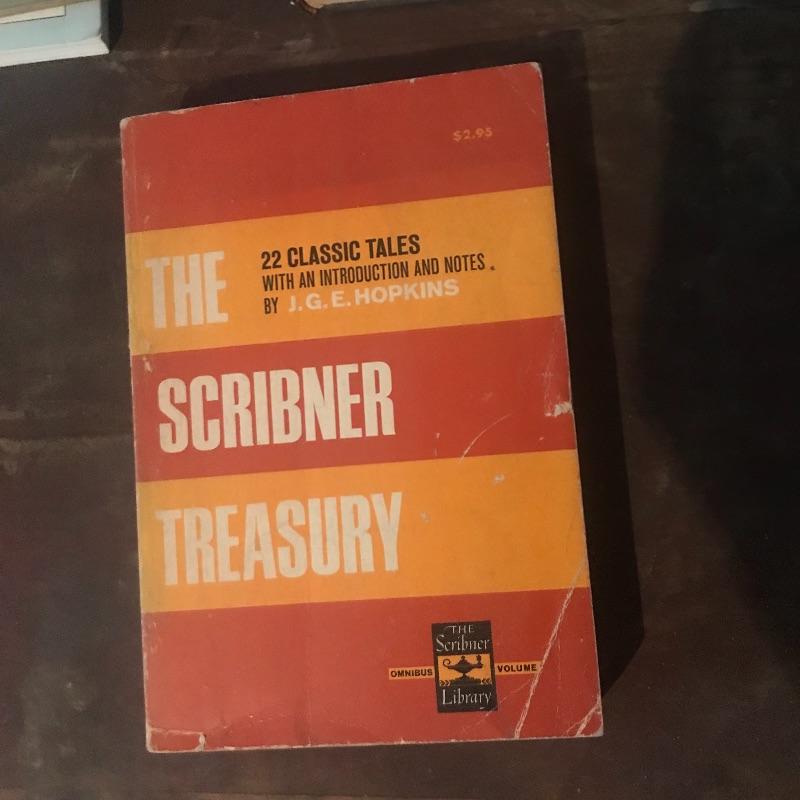 $2.95
THE
22 CLASSIC TALES
WITH AN INTRODUCTION AND NOTES
BY J.G.E. HOPKINS
SCRIBNER
TREASURY
THE
Scribner
OMNIBUS VOLUME
Library